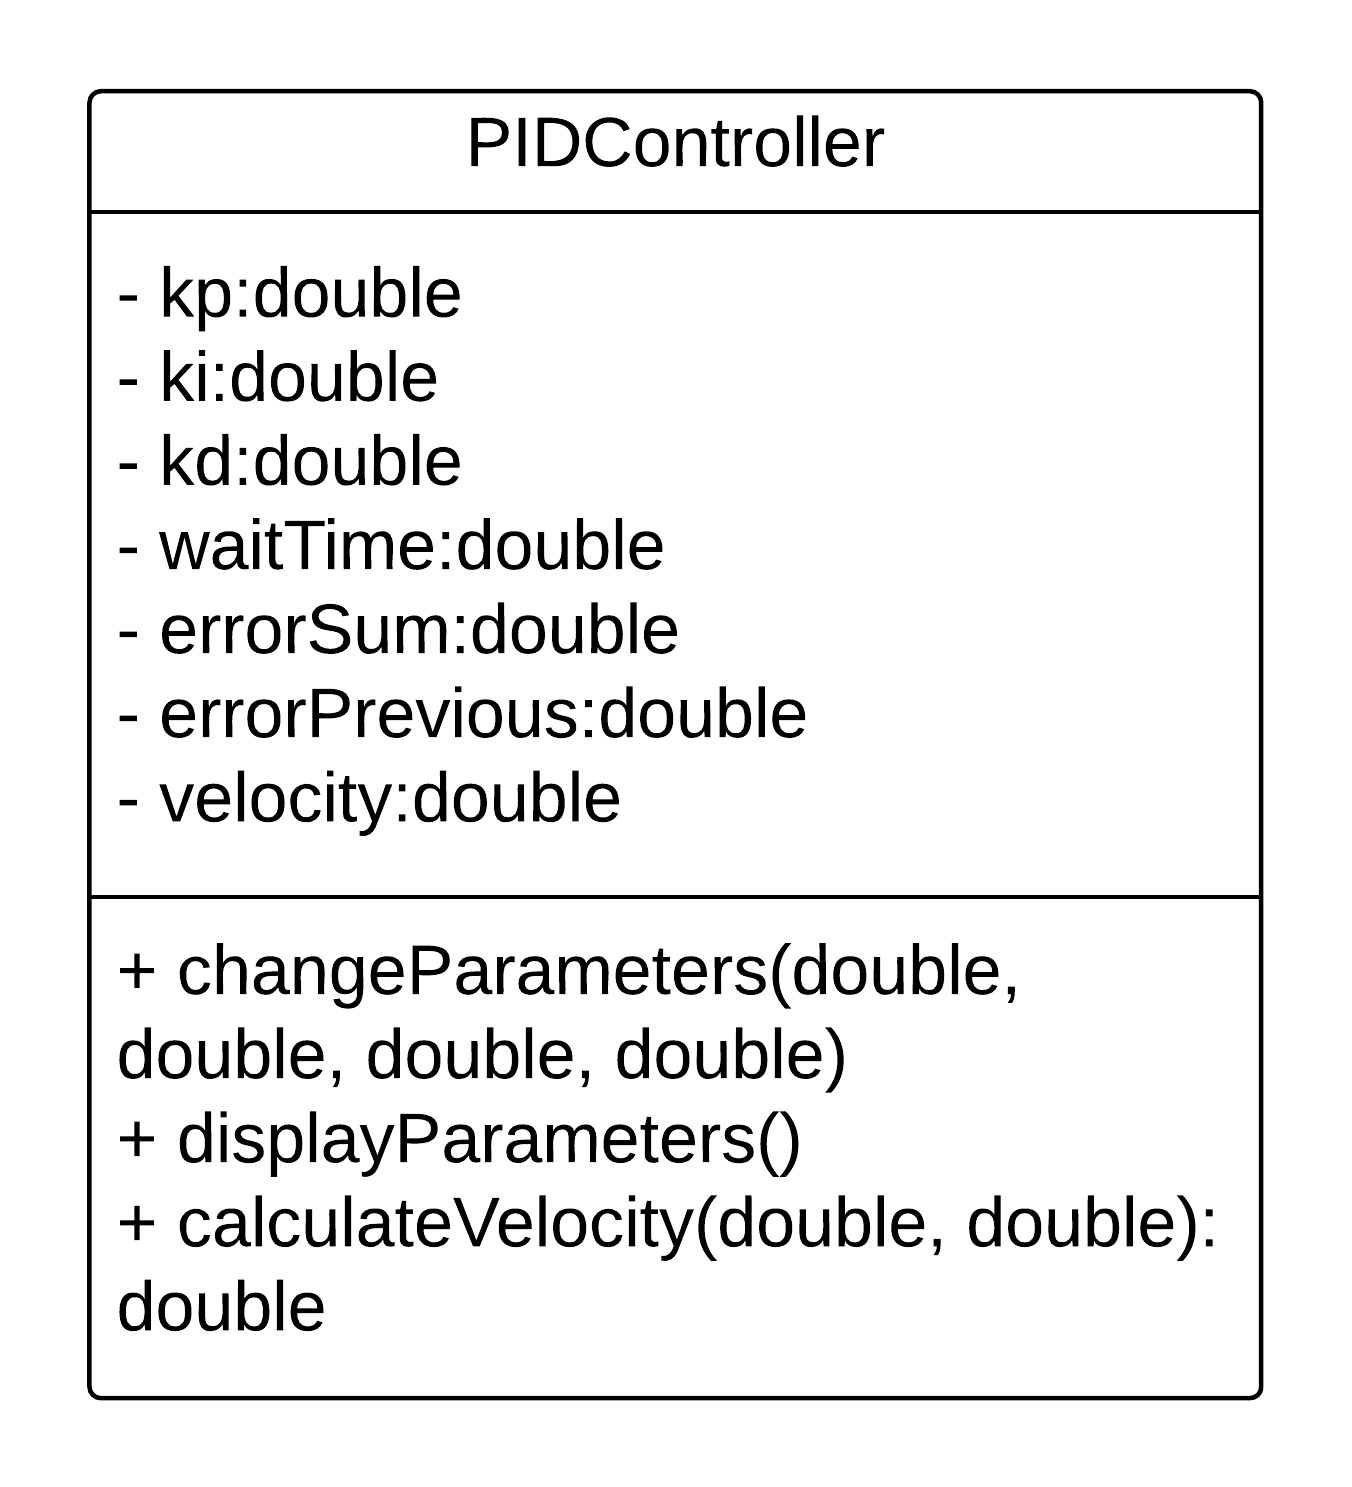 PIDController
- kp:double
- ki:double
- kd:double
- waitTime:double
- errorSum:double
- errorPrevious:double
- velocity:double
+ changeParameters(double,
double, double, double)
+ displayParameters()
+ calculateVelocity(double, double):
double